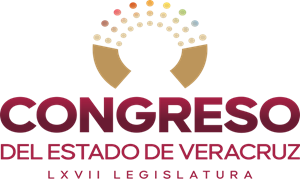 CONGRESO
DEL ESTADO DE VERACRUZ
LXVII LEGISLATURA